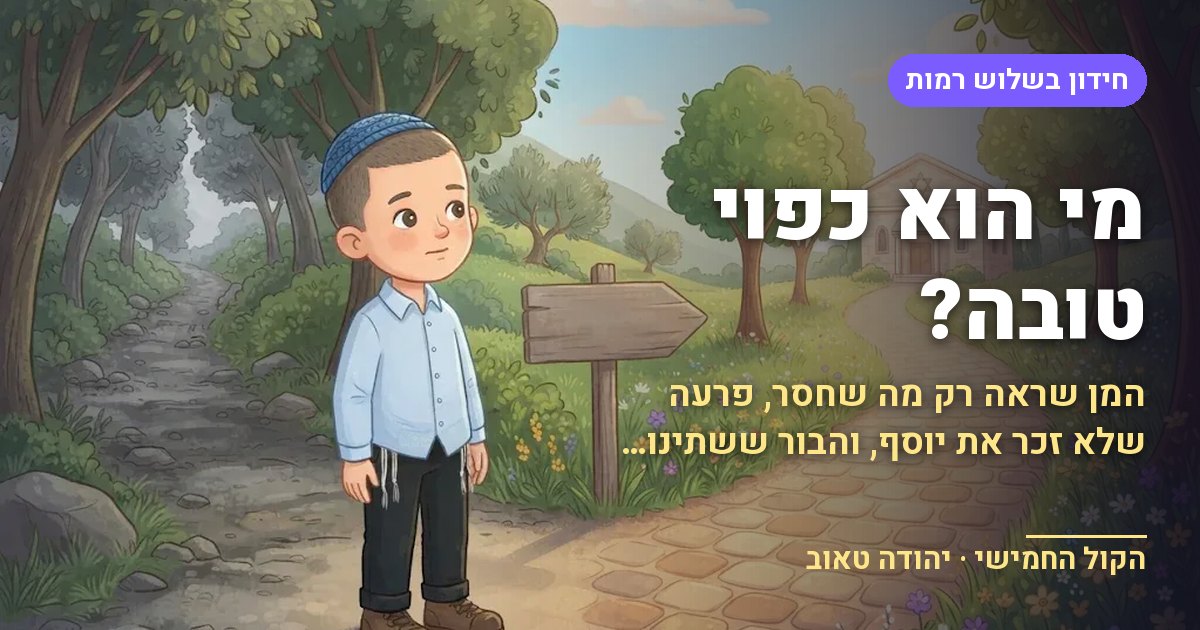 חידון בשלוש רמות
מי הוא כפוי
טובה?
המן שראה רק מה שחסר, פרעה
שלא זכר את יוסף, והבור ששתינו...
הקול החמישי · יהודה טאוב